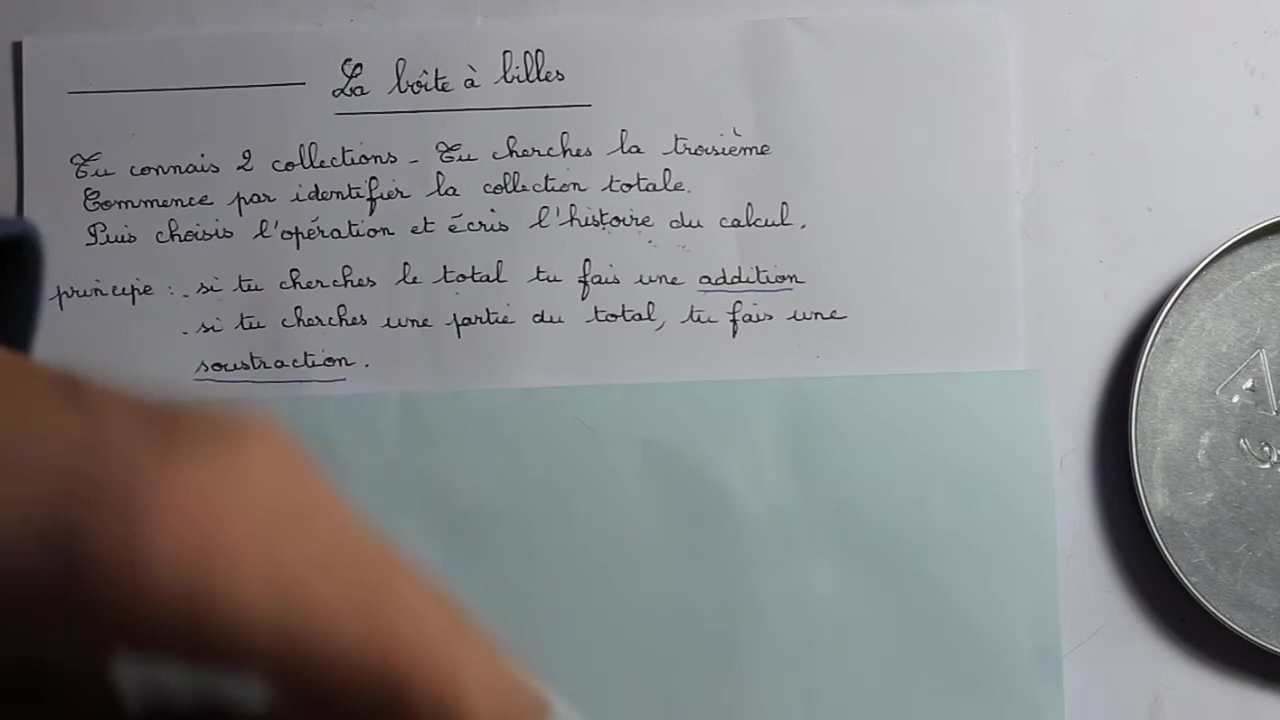 La boîte à billes
Tu connais 2 collections - Tu cherches la troisième
Commence par identifier la collection totale.
Puis choisis l'opération et écris l'histoire du calcul.
principe : . si tu cherches le total tu fais une addition
. si tu cherches une partie du total, tu fais une
soustraction.